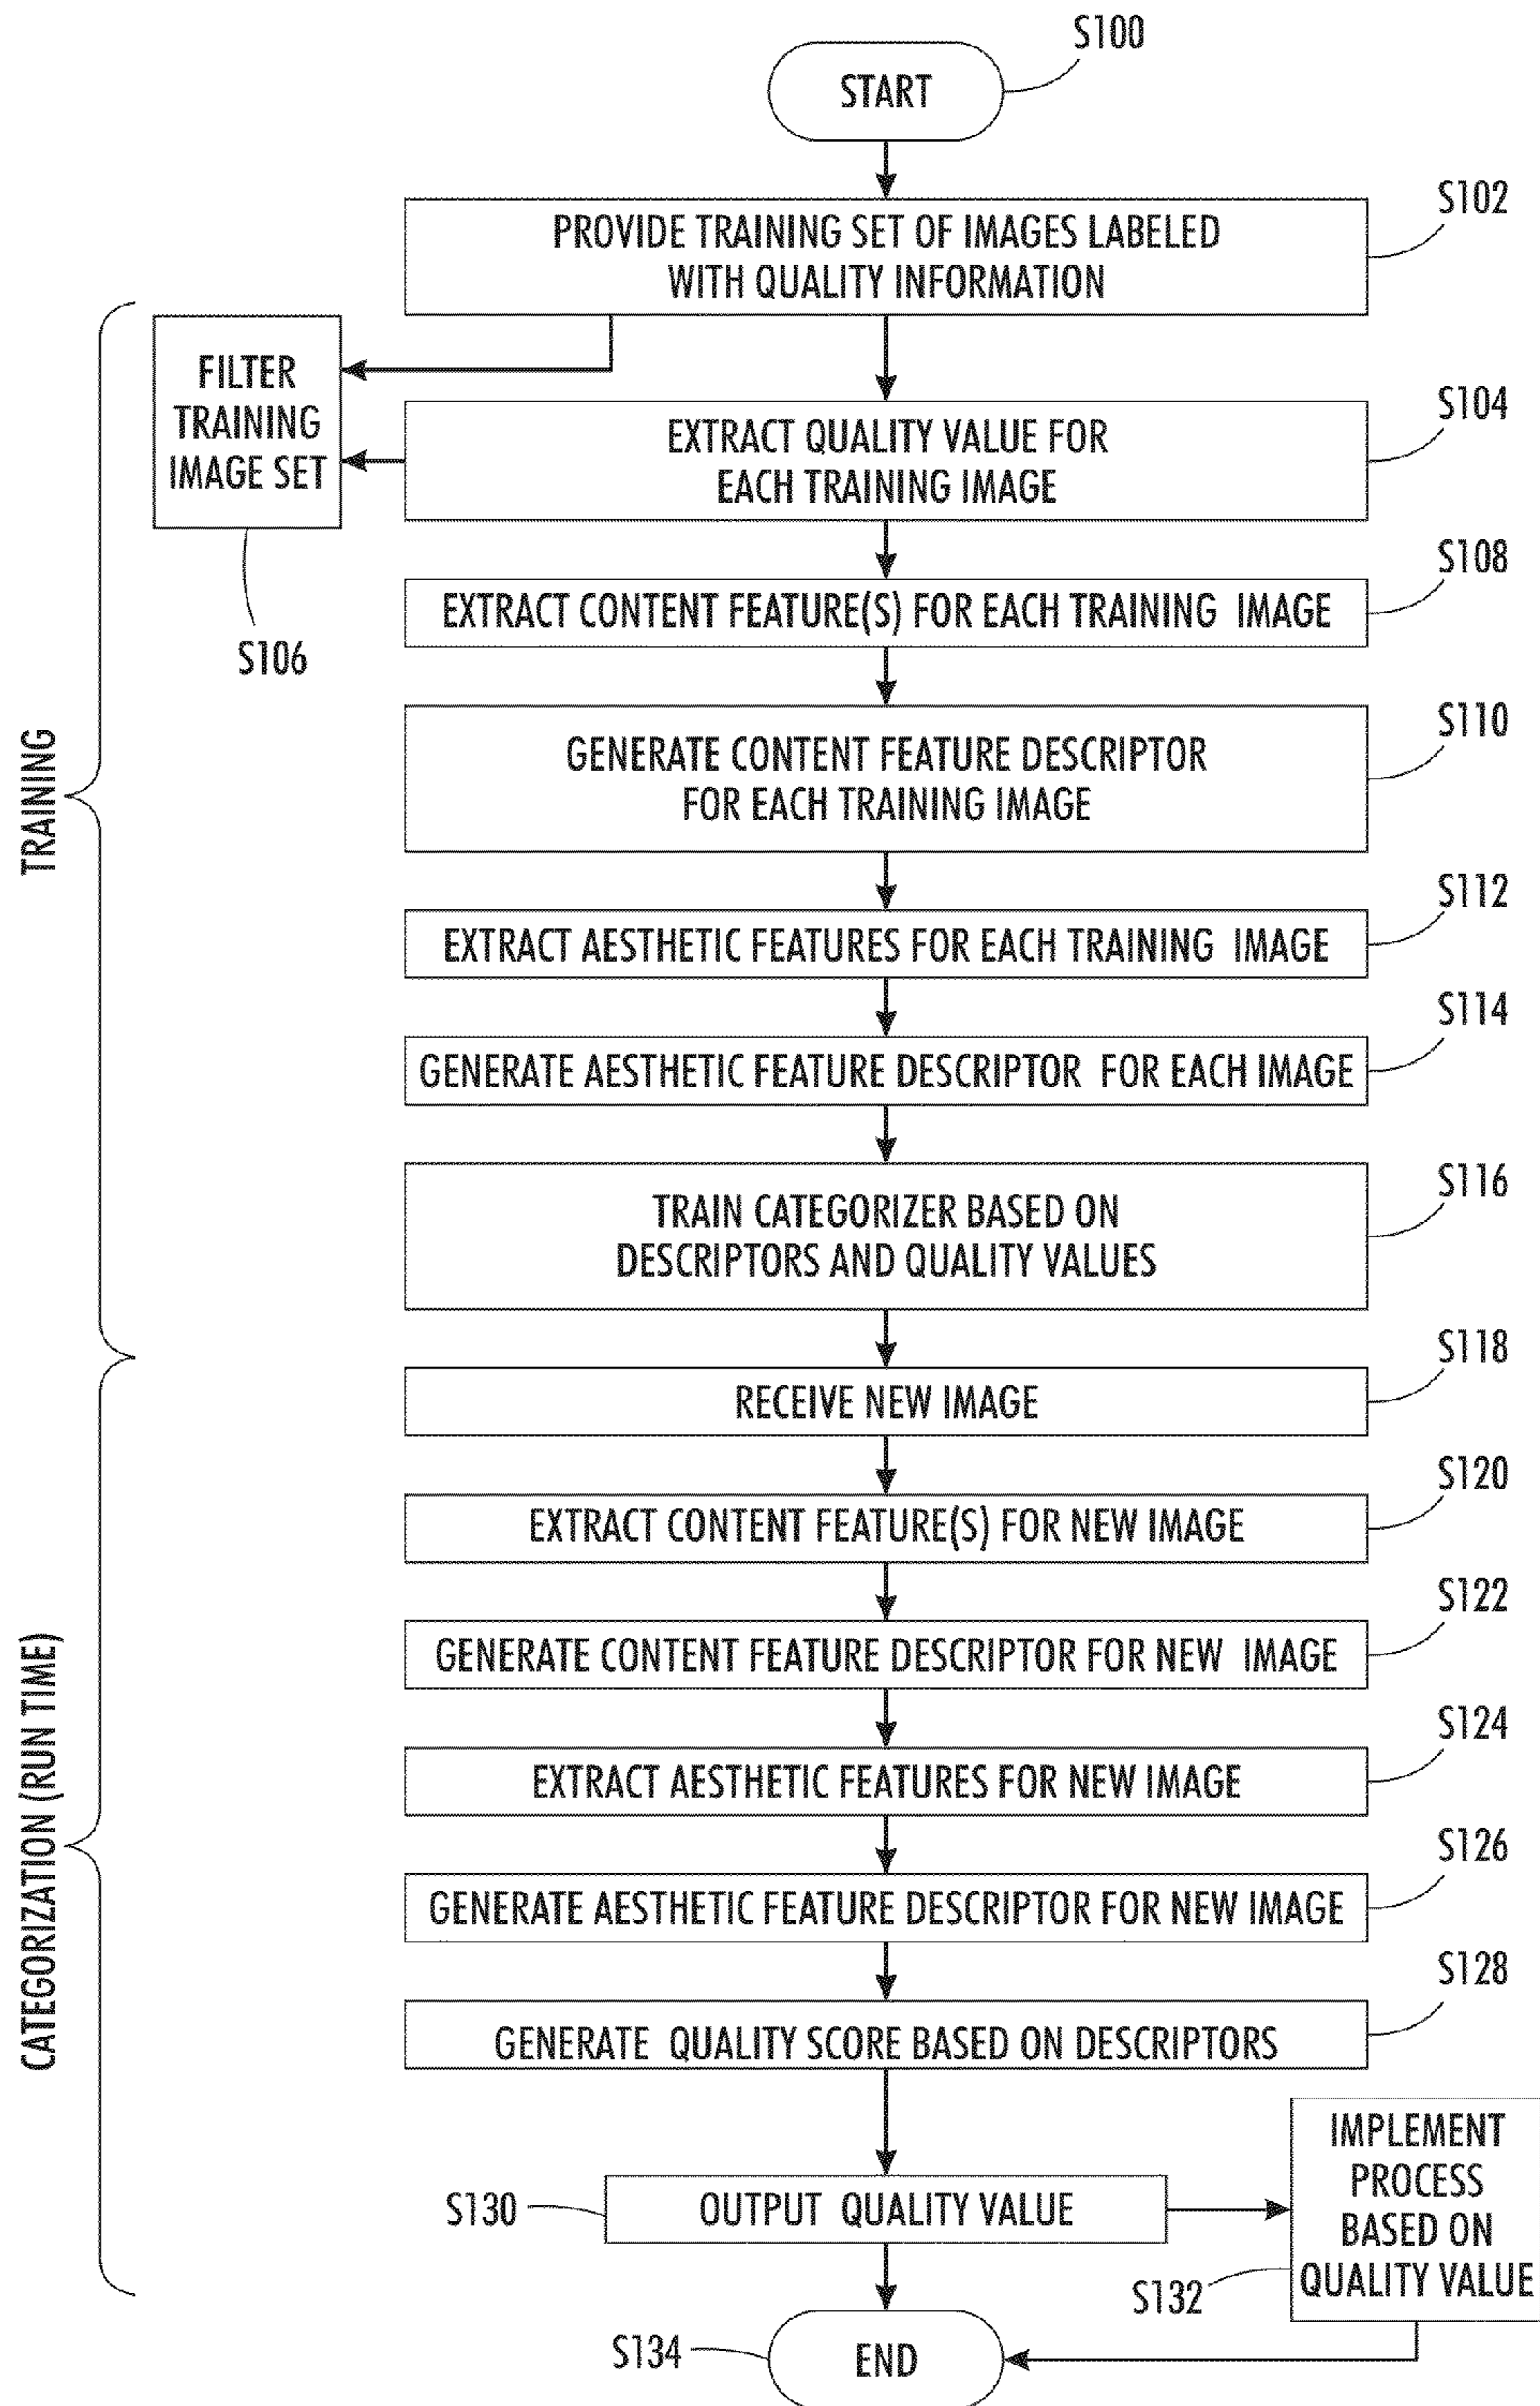 S100
START
S102
PROVIDE TRAINING SET OF IMAGES LABELED
WITH QUALITY INFORMATION
FILTER
TRAINING
IMAGE SET
S106
S104
EXTRACT QUALITY VALUE FOR
EACH TRAINING IMAGE
S108
EXTRACT CONTENT FEATURE(S) FOR EACH TRAINING IMAGE
S110
GENERATE CONTENT FEATURE DESCRIPTOR
FOR EACH TRAINING IMAGE
TRAINING
S112
EXTRACT AESTHETIC FEATURES FOR EACH TRAINING IMAGE
S114
GENERATE AESTHETIC FEATURE DESCRIPTOR FOR EACH IMAGE
S116
TRAIN CATEGORIZER BASED ON
DESCRIPTORS AND QUALITY VALUES
S118
RECEIVE NEW IMAGE
S120
EXTRACT CONTENT FEATURE(S) FOR NEW IMAGE
S122
GENERATE CONTENT FEATURE DESCRIPTOR FOR NEW IMAGE
S124
EXTRACT AESTHETIC FEATURES FOR NEW IMAGE
CATEGORIZATION (RUN TIME)
S126
GENERATE AESTHETIC FEATURE DESCRIPTOR FOR NEW IMAGE
S128
GENERATE QUALITY SCORE BASED ON DESCRIPTORS
S130
OUTPUT QUALITY VALUE
IMPLEMENT
PROCESS
BASED ON
QUALITY VALUE
S132
S134
END